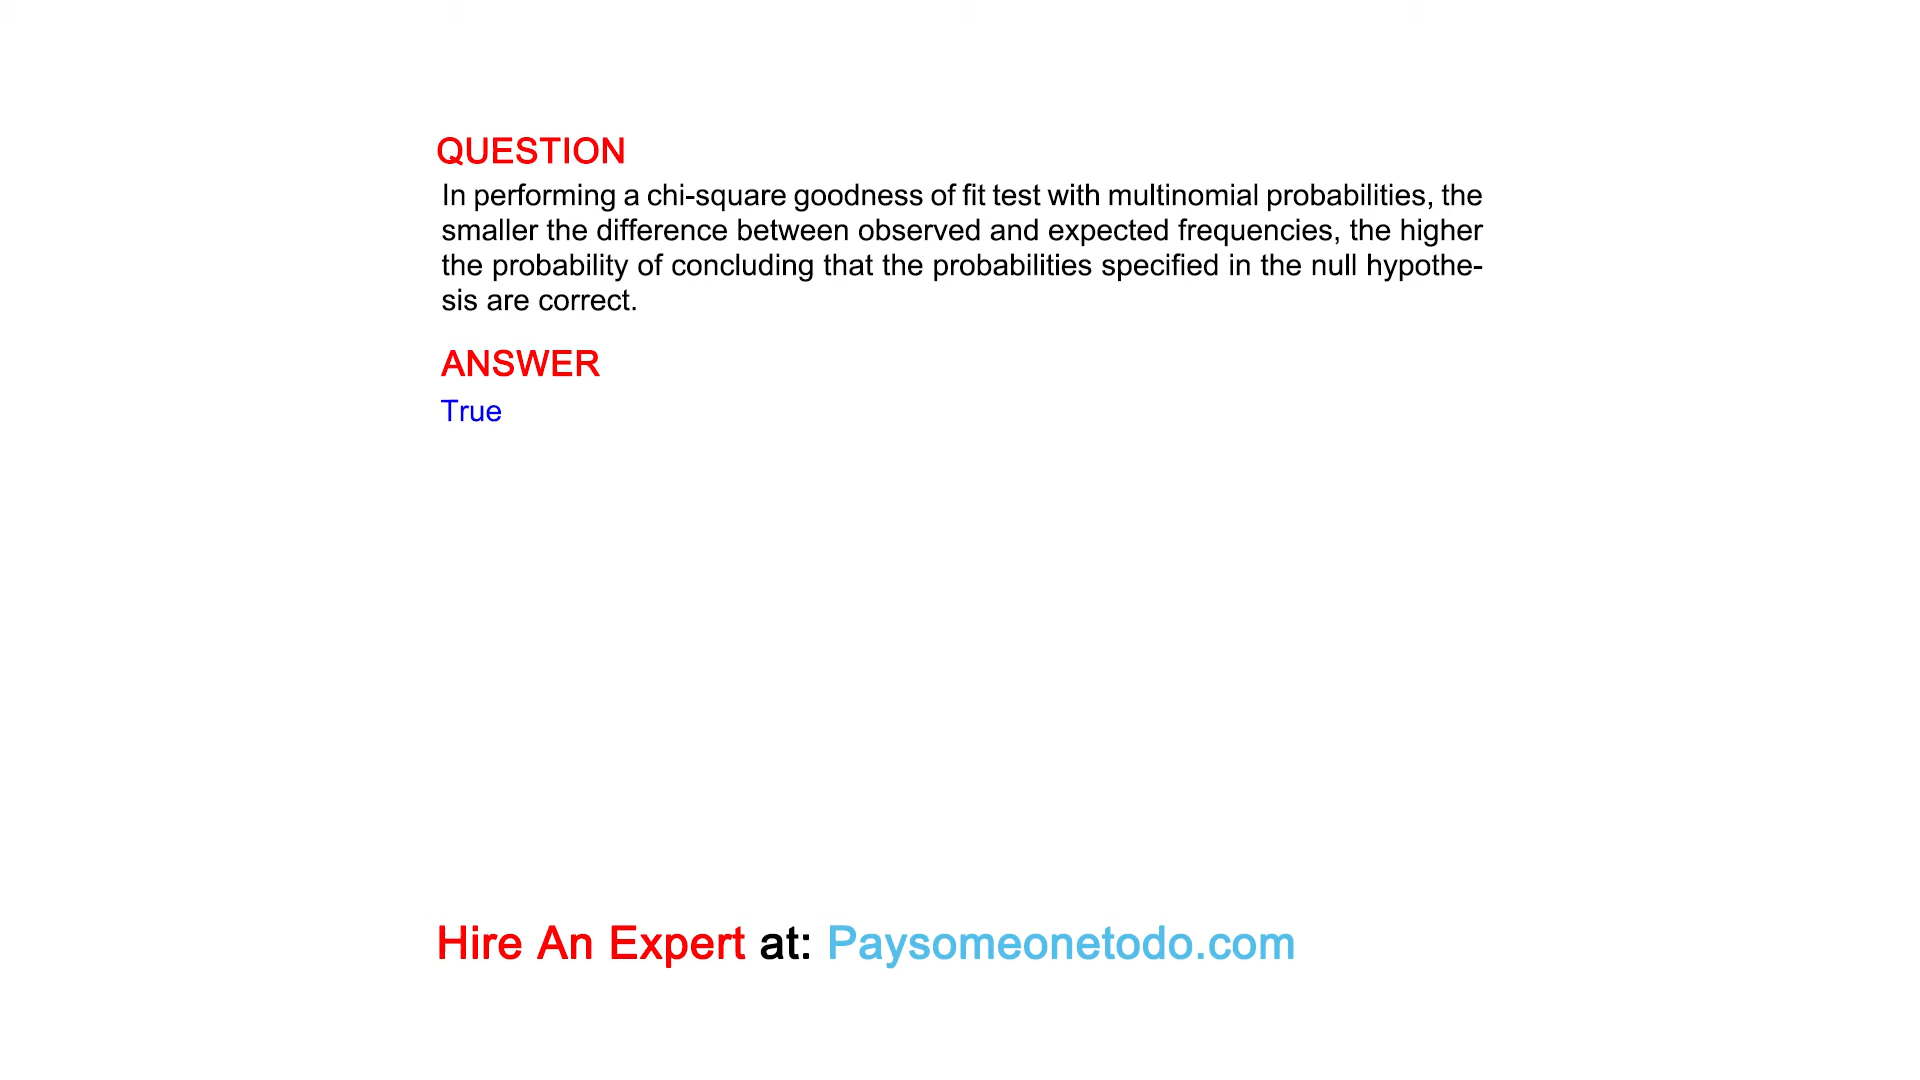 QUESTION
In performing a chi-square goodness of fit test with multinomial probabilities, the
smaller the difference between observed and expected frequencies, the higher
the probability of concluding that the probabilities specified in the null hypothe-
sis are correct.
ANSWER
True
Hire An Expert at: Paysomeonetodo.com